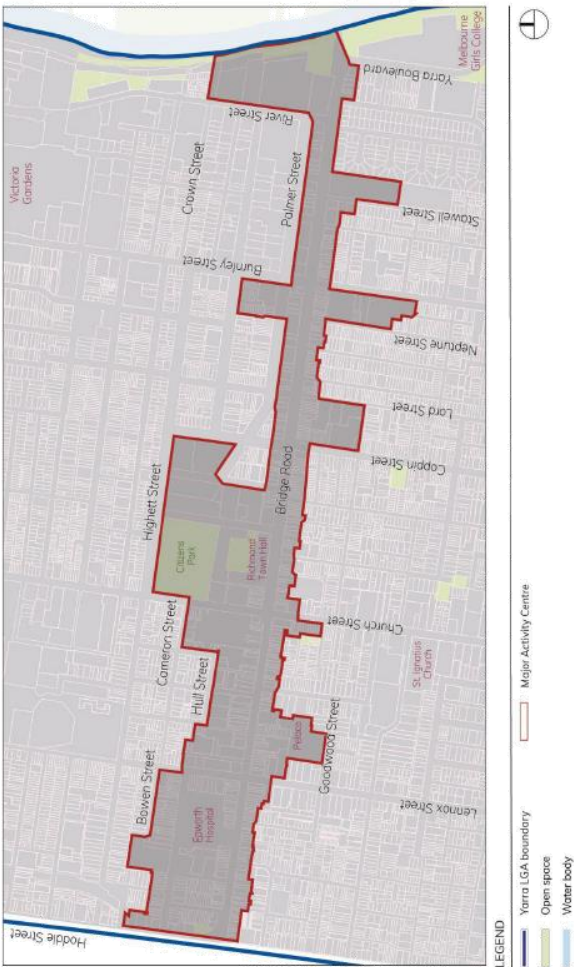 Victoria
Gardens
Crown Street
River Street
Palmer Street
Yarra Boulevard
Melbourne
Girls College
Burnley Street
Stawell Street
Neptune Street
Lord Street
Coppin Street
Highett Street
Bridge Road
Citizens
Park
Richmond
Town Hall
Cameron Street
Church Street
Hull Street
St. Ignatius
Church
Pelaco
Goodwood Street
Bowen Street
Epworth
Hospital
Lennox Street
Hoddle Street
LEGEND
Yarra LGA boundary
Major Activity Centre
Open space
Water body